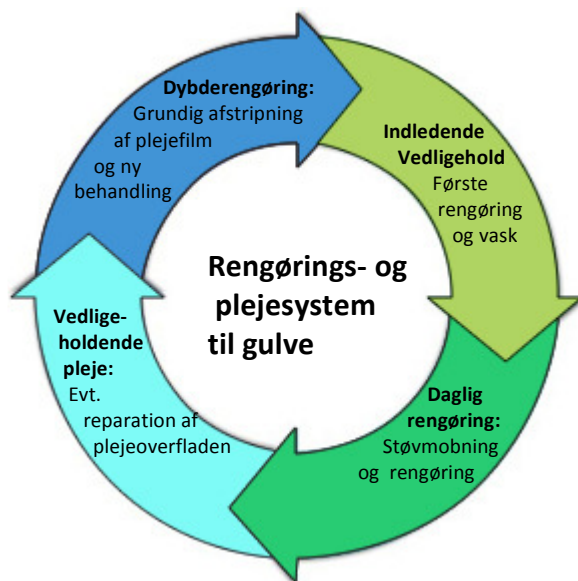 Rengørings- og
plejesystem
til gulve
Indledende
Vedligehold
Første
rengøring
og vask
Daglig
rengøring:
Støvmobning
og rengøring
Vedlige-
holdende
pleje:
Evt.
reparation af
plejeoverfladen
Dybderengøring:
Grundig afstripning
af plejefilm
og ny
behandling